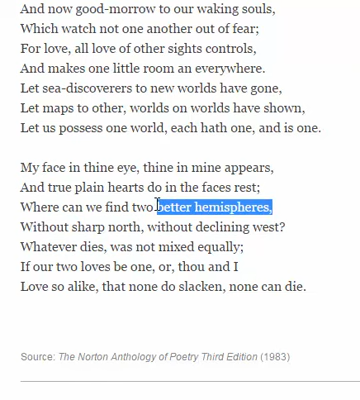 And now good-morrow to our waking souls,
Which watch not one another out of fear;
For love, all love of other sights controls,
And makes one little room an everywhere.
Let sea-discoverers to new worlds have gone,
Let maps to other, worlds on worlds have shown,
Let us possess one world, each hath one, and is one.
My face in thine eye, thine in mine appears,
And true plain hearts do in the faces rest;
Where can we find two better hemispheres,
Without sharp north, without declining west?
Whatever dies, was not mixed equally;
If our two loves be one, or, thou and I
Love so alike, that none do slacken, none can die.
Source: The Norton Anthology of Poetry Third Edition (1983)